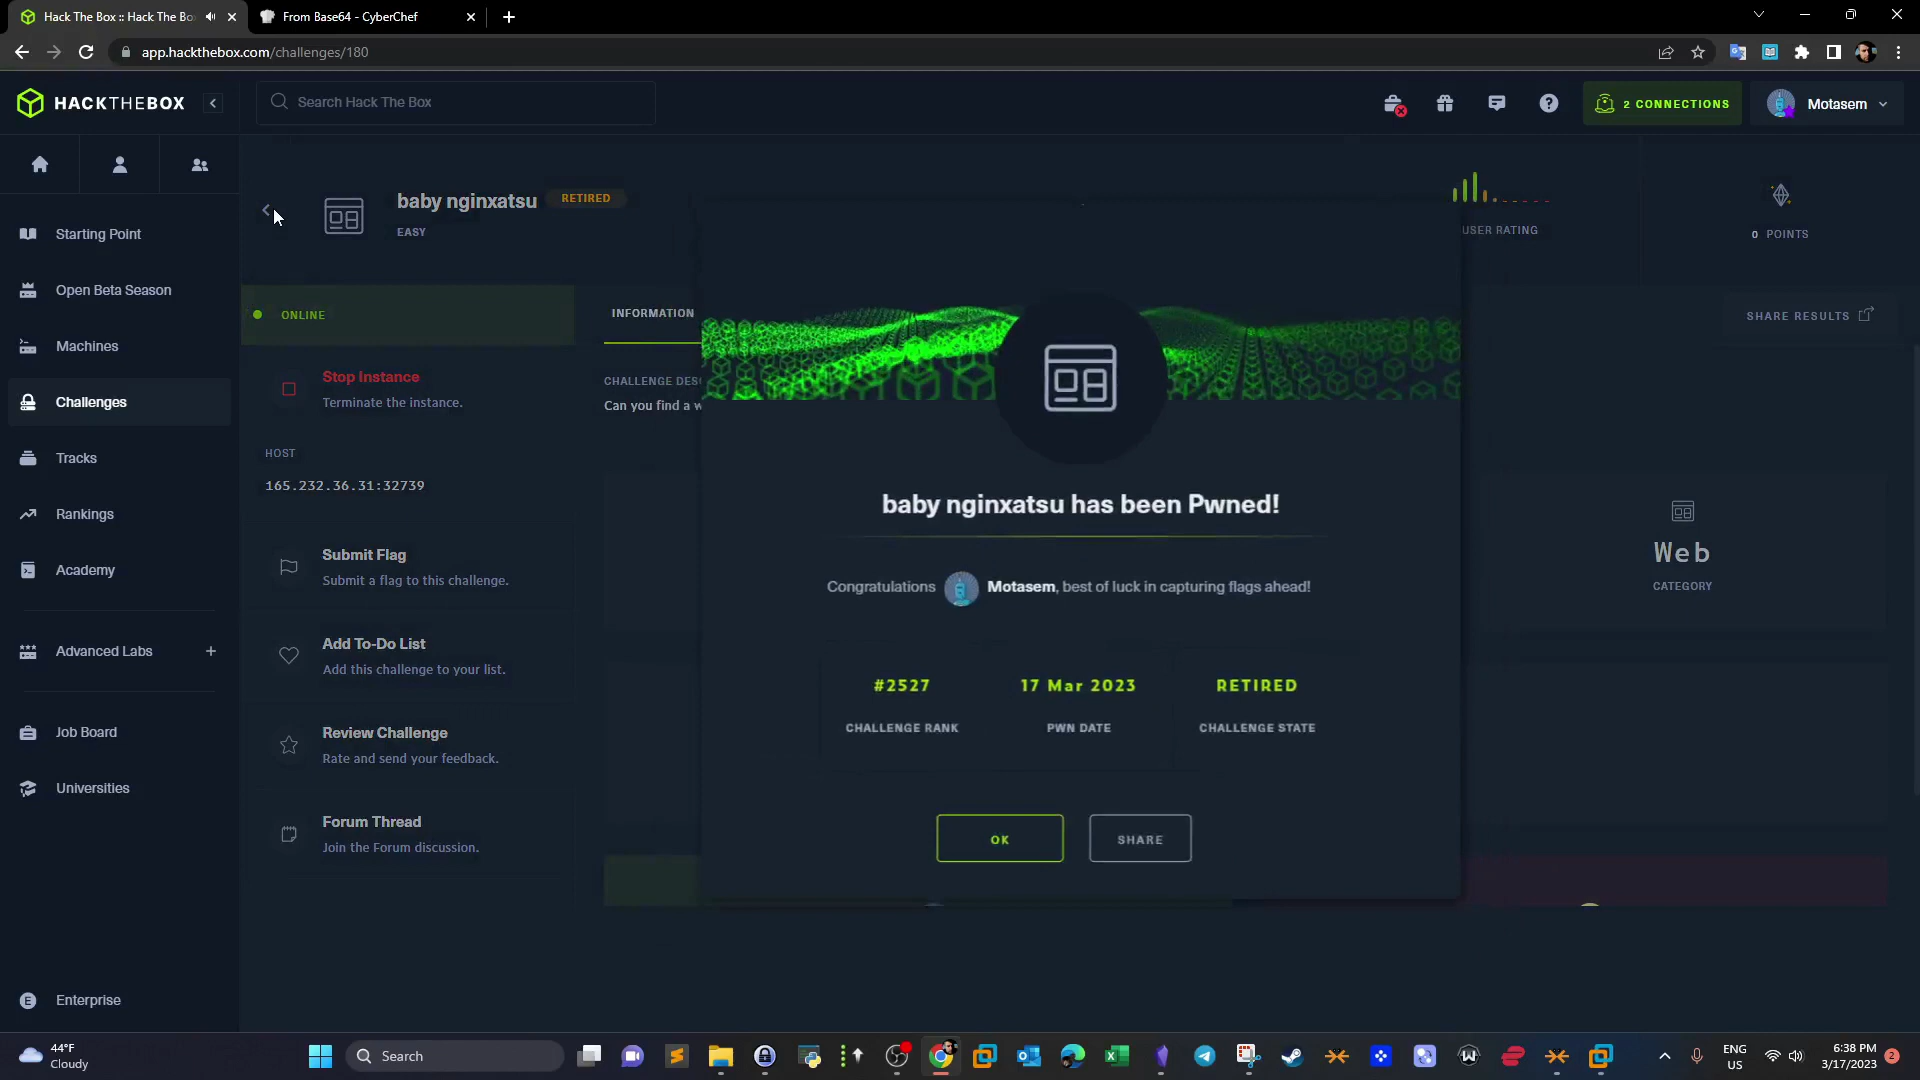 Hack The Box :: Hack The Bo
From Base64 - CyberChef
app.hackthebox.com/challenges/180
HACKTHEBOX
Search Hack The Box
2 CONNECTIONS
Motasem
Starting Point
Open Beta Season
Machines
Challenges
Tracks
Rankings
Academy
Advanced Labs
Job Board
Universities
E Enterprise
baby nginxatsu
RETIRED
EASY
USER RATING
0 POINTS
ONLINE
INFORMATION
SHARE RESULTS
Stop Instance
Terminate the instance.
HOST
165.232.36.31:32739
Submit Flag
Submit a flag to this challenge.
Add To-Do List
Add this challenge to your list.
Review Challenge
Rate and send your feedback.
Forum Thread
Join the Forum discussion.
CHALLENGE DES
Can you find a w
Web
CATEGORY
baby nginxatsu has been Pwned!
Congratulations Motasem, best of luck in capturing flags ahead!
#2527
CHALLENGE RANK
17 Mar 2023
PWN DATE
RETIRED
CHALLENGE STATE
OK
SHARE
44°F
Cloudy
Search
ENG
US
6:38 PM
3/17/2023
2